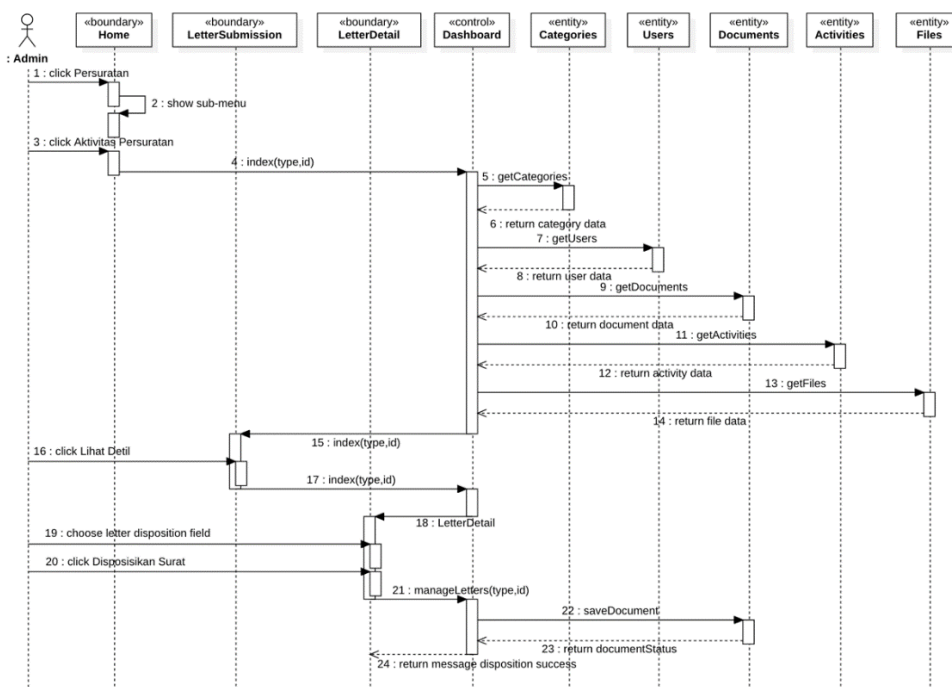 «boundary»
Home
«boundary»
LetterSubmission
«boundary»
LetterDetail
«control»
Dashboard
«entity»
Categories
«entity»
Users
«entity»
Documents
«entity»
Activities
«entity»
Files
: Admin
1 : click Persuratan
2 : show sub-menu
3 : click Aktivitas Persuratan
4 : index(type,id)
5 : getCategories
6 : return category data
7 : getUsers
8 : return user data
9 : getDocuments
10 : return document data
11 : getActivities
12 : return activity data
13 : getFiles
14 : return file data
15 : index(type,id)
16 : click Lihat Detil
17 : index(type,id)
18 : LetterDetail
19 : choose letter disposition field
20 : click Disposisikan Surat
21 : manageLetters(type,id)
22 : saveDocument
23 : return documentStatus
24 : return message disposition success